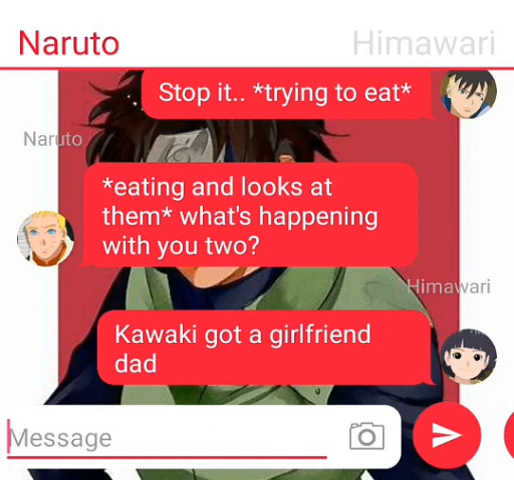 Naruto Himawari
Stop it.. *trying to eat*
Naruto
*eating and looks at
them* what's happening
with you two?
Himawari
Kawaki got a girlfriend
dad
Message